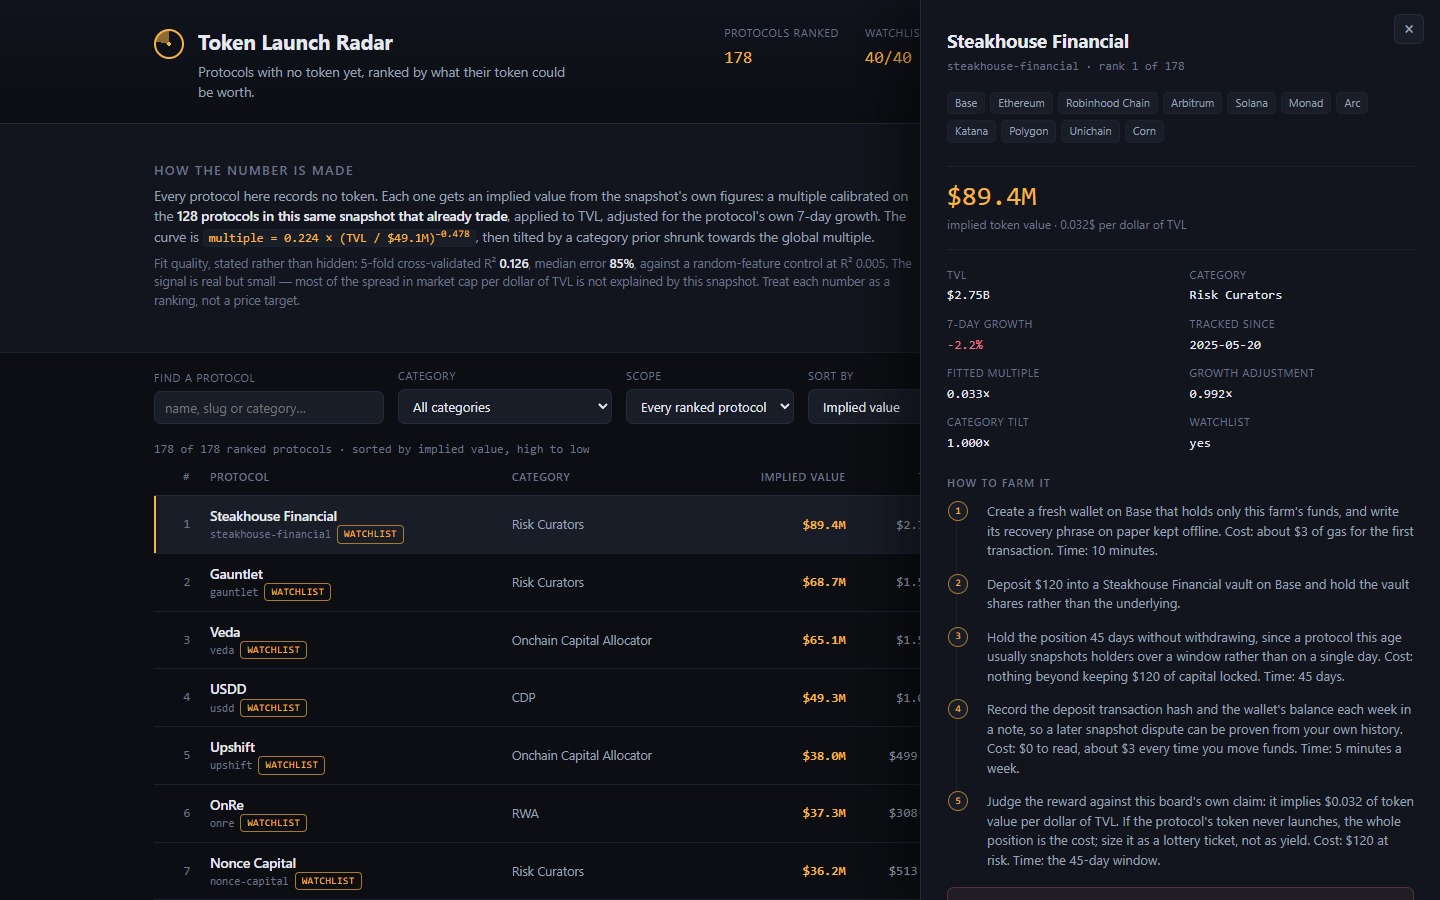 Token Launch Radar
Protocols with no token yet, ranked by what their token could
be worth.
PROTOCOLS RANKED
178
40/40
HOW THE NUMBER IS MADE
Every protocol here records no token. Each one gets an implied value from the snapshot's own figures: a multiple calibrated on
the 128 protocols in this same snapshot that already trade, applied to TVL, adjusted for the protocol's own 7-day growth. The
curve is multiple = 0.224 × (TVL / $49.1M)^−0.478 , then tilted by a category prior shrunk towards the global multiple.
Fit quality, stated rather than hidden: 5-fold cross-validated R² 0.126, median error 85%, against a random-feature control at R² 0.005. The
signal is real but small — most of the spread in market cap per dollar of TVL is not explained by this snapshot. Treat each number as a
ranking, not a price target.
FIND A PROTOCOL
name, slug or category...
CATEGORY
All categories
SCOPE
Every ranked protocol
SORT BY
Implied value
178 of 178 ranked protocols · sorted by implied value, high to low
# PROTOCOL CATEGORY IMPLIED VALUE
1 Steakhouse Financial Risk Curators $89.4M
steakhouse-financial WATCHLIST
2 Gauntlet Risk Curators $68.7M
gauntlet WATCHLIST
3 Veda Onchain Capital Allocator $65.1M
veda WATCHLIST
4 USDD CDP $49.3M
usdd WATCHLIST
5 Upshift Onchain Capital Allocator $38.0M $499
upshift WATCHLIST
6 OnRe RWA $37.3M $308
onre WATCHLIST
7 Nonce Capital Risk Curators $36.2M $513
nonce-capital WATCHLIST
×
Steakhouse Financial
steakhouse-financial · rank 1 of 178
Base Ethereum Robinhood Chain Arbitrum Solana Monad Arc
Katana Polygon Unichain Corn
$89.4M
implied token value · 0.032$ per dollar of TVL
TVL
$2.75B
CATEGORY
Risk Curators
7-DAY GROWTH
-2.2%
TRACKED SINCE
2025-05-20
FITTED MULTIPLE
0.033×
GROWTH ADJUSTMENT
0.992×
CATEGORY TILT
1.000×
WATCHLIST
yes
HOW TO FARM IT
1 Create a fresh wallet on Base that holds only this farm's funds, and write
its recovery phrase on paper kept offline. Cost: about $3 of gas for the first
transaction. Time: 10 minutes.
2 Deposit $120 into a Steakhouse Financial vault on Base and hold the vault
shares rather than the underlying.
3 Hold the position 45 days without withdrawing, since a protocol this age
usually snapshots holders over a window rather than on a single day. Cost:
nothing beyond keeping $120 of capital locked. Time: 45 days.
4 Record the deposit transaction hash and the wallet's balance each week in
a note, so a later snapshot dispute can be proven from your own history.
Cost: $0 to read, about $3 every time you move funds. Time: 5 minutes a
week.
5 Judge the reward against this board's own claim: it implies $0.032 of token
value per dollar of TVL. If the protocol's token never launches, the whole
position is the cost; size it as a lottery ticket, not as yield. Cost: $120 at
risk. Time: the 45-day window.